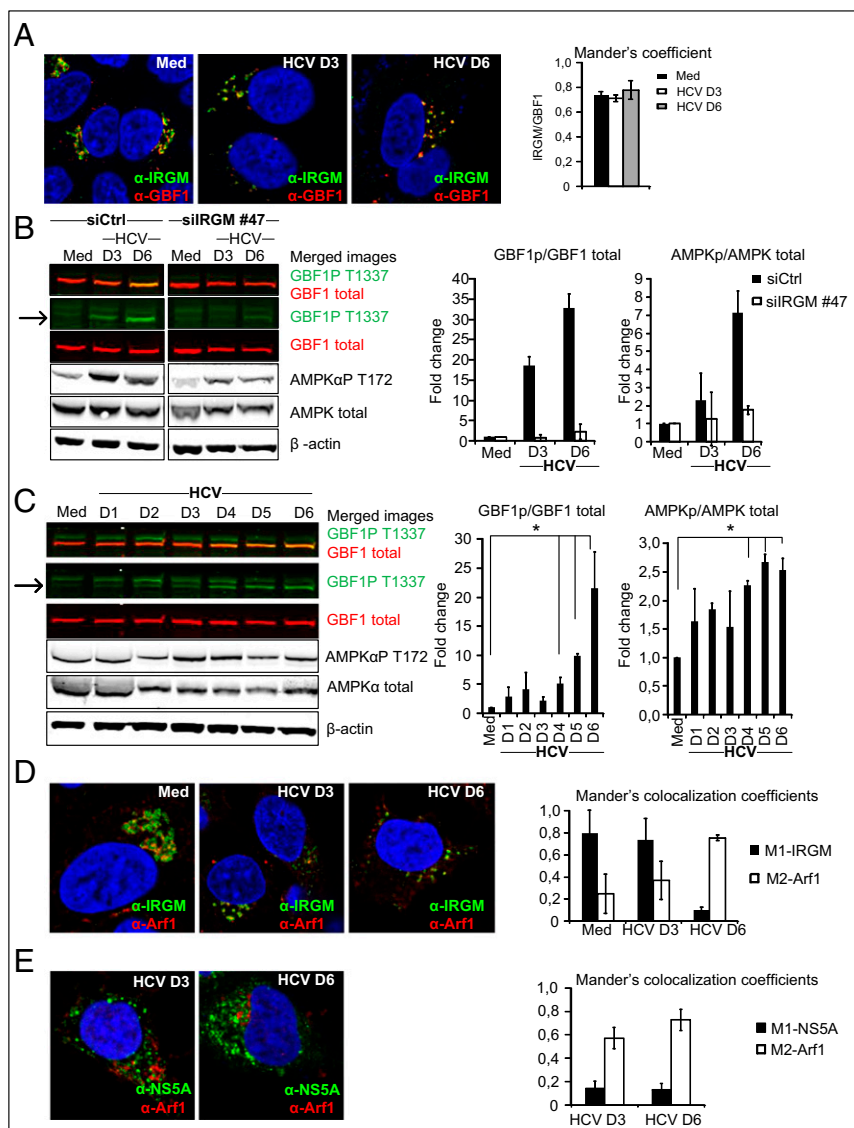 A
Med
HCV D3
HCV D6
α-IRGM
α-GBF1
α-IRGM
α-GBF1
α-IRGM
α-GBF1
Mander's coefficient
IRGM/GBF1
1,0
0,8
0,6
0,4
0,2
0
Med
HCV D3
HCV D6
B
siCtrl
siIRGM #47
HCV
HCV
Med D3 D6
Med D3 D6
Merged images
GBF1P T1337
GBF1 total
GBF1P T1337
GBF1 total
AMPKαP T172
AMPK total
β -actin
GBF1p/GBF1 total
Fold change
40
35
30
25
20
15
10
5
0
Med
D3
D6
HCV
AMPKp/AMPK total
Fold change
9
8
7
6
5
4
3
2
1
0
Med
D3
D6
HCV
siCtrl
siIRGM #47
C
HCV
Med D1 D2 D3 D4 D5 D6
Merged images
GBF1P T1337
GBF1 total
GBF1P T1337
GBF1 total
AMPKαP T172
AMPKα total
β-actin
GBF1p/GBF1 total
*
Fold change
30
25
20
15
10
5
0
Med
D1
D2
D3
D4
D5
D6
HCV
AMPKp/AMPK total
*
Fold change
3,0
2,5
2,0
1,5
1,0
0,5
0,0
Med
D1
D2
D3
D4
D5
D6
HCV
D
Med
HCV D3
HCV D6
α-IRGM
α-Arf1
α-IRGM
α-Arf1
α-IRGM
α-Arf1
Mander's colocalization coefficients
1,0
0,8
0,6
0,4
0,2
0
Med
HCV D3
HCV D6
M1-IRGM
M2-Arf1
E
HCV D3
HCV D6
α-NS5A
α-Arf1
α-NS5A
α-Arf1
Mander's colocalization coefficients
1,0
0,8
0,6
0,4
0,2
HCV D3
HCV D6
M1-NS5A
M2-Arf1